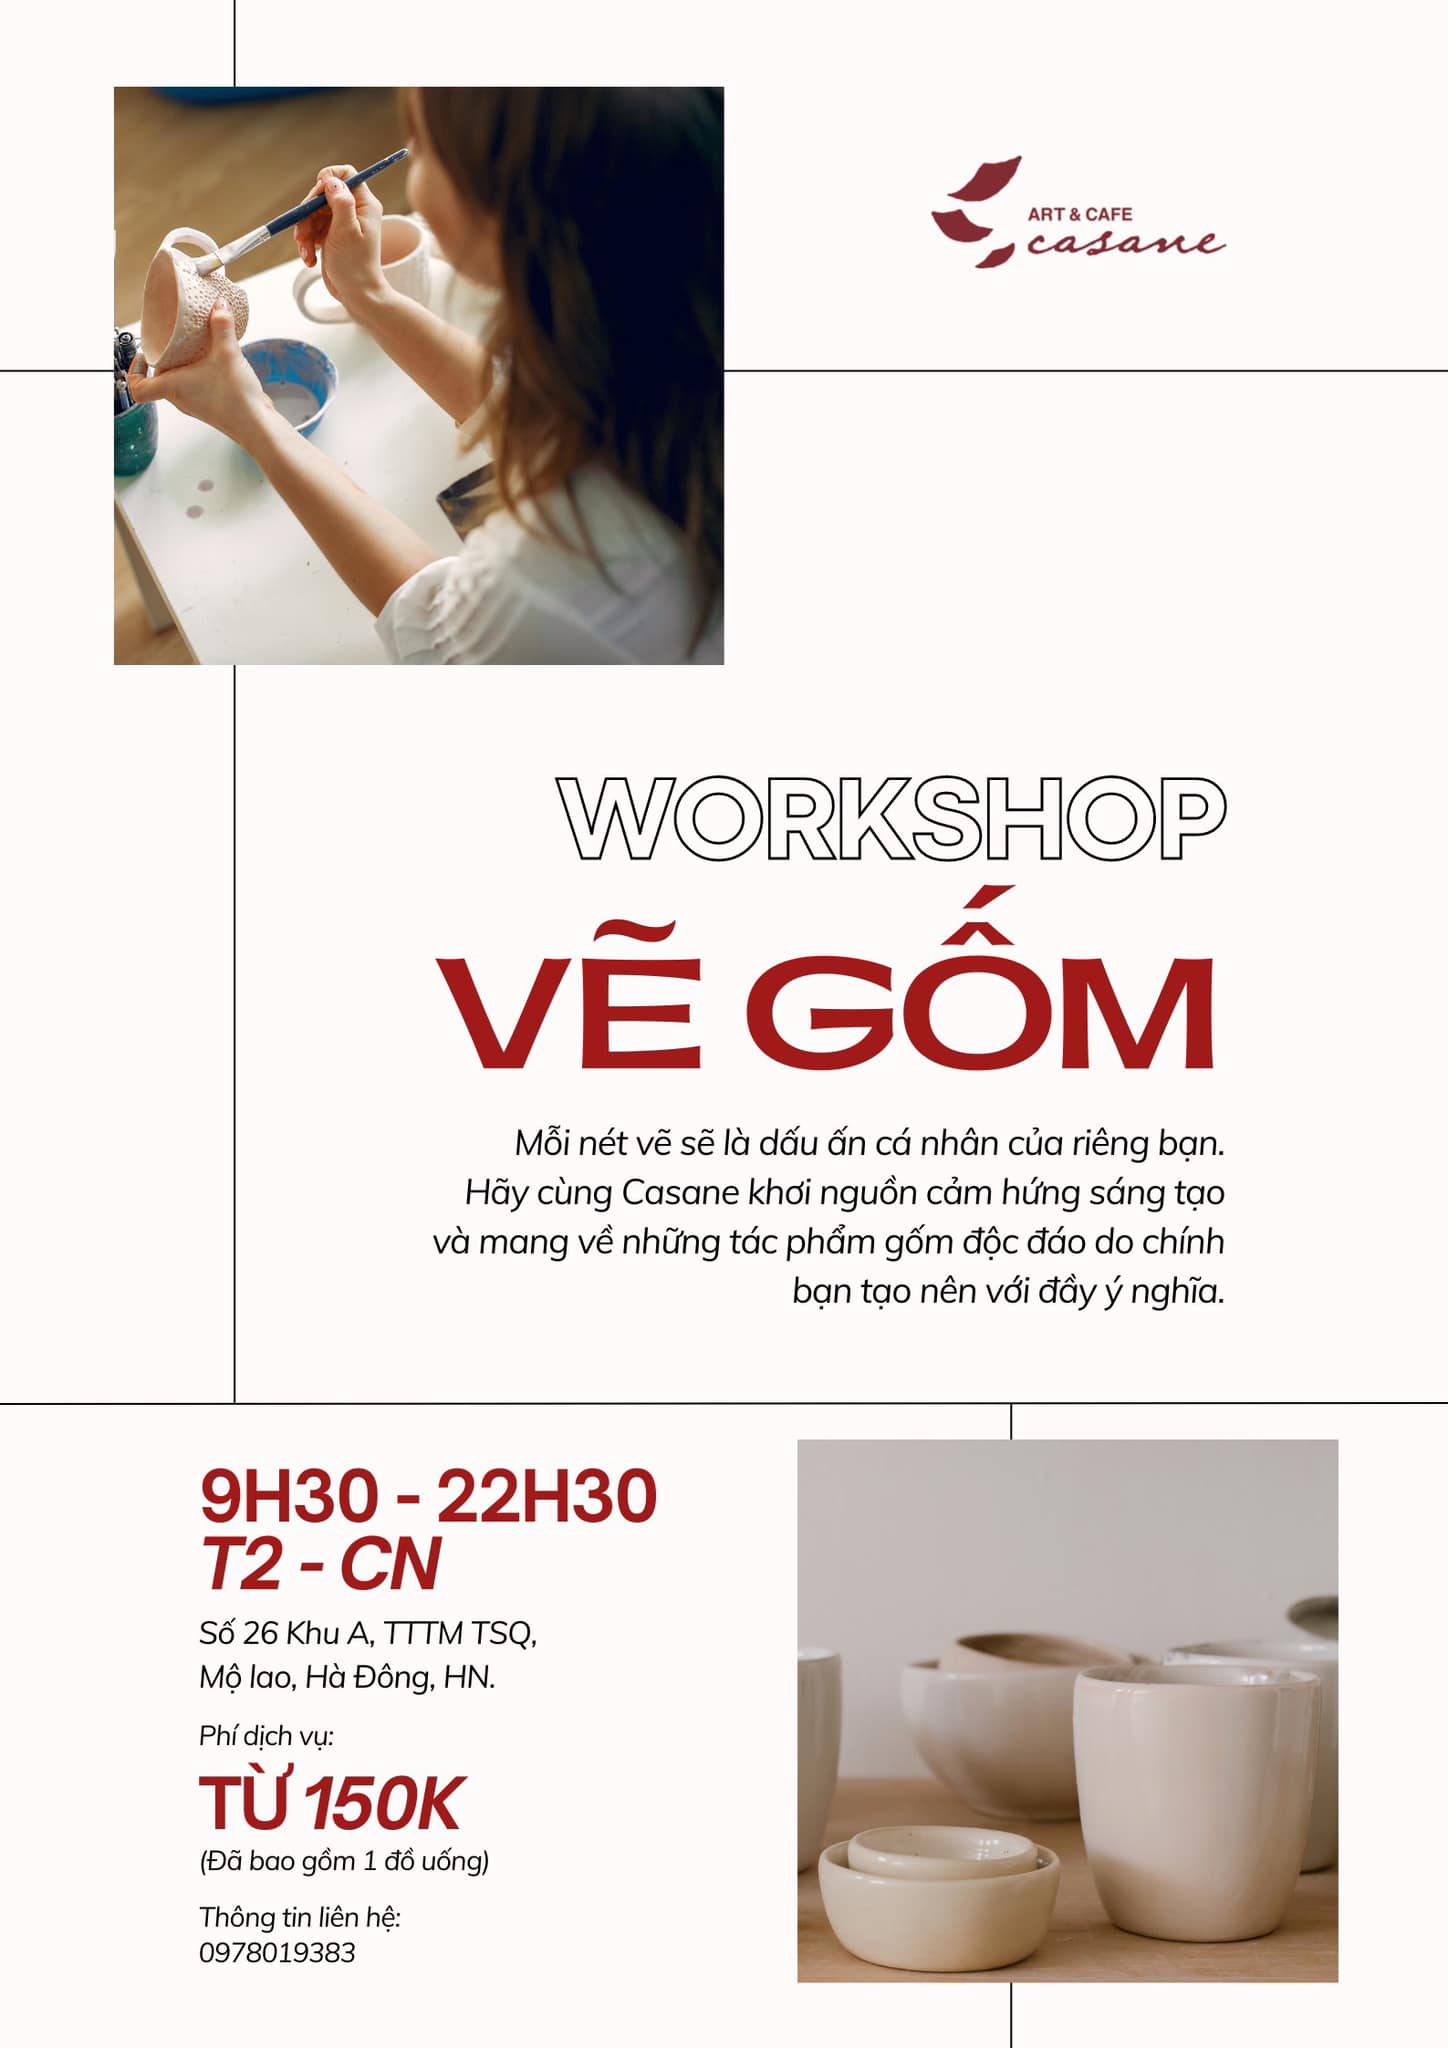 ART & CAFE
casane
WORKSHOP
VẼ GỐM
Mỗi nét vẽ sẽ là dấu ấn cá nhân của riêng bạn.
Hãy cùng Casane khơi nguồn cảm hứng sáng tạo
và mang về những tác phẩm gốm độc đáo do chính
bạn tạo nên với đầy ý nghĩa.
9H30 - 22H30
T2 - CN
Số 26 Khu A, TTTM TSQ,
Mộ lao, Hà Đông, HN.
Phí dịch vụ:
TỪ 150K
(Đã bao gồm 1 đồ uống)
Thông tin liên hệ:
0978019383